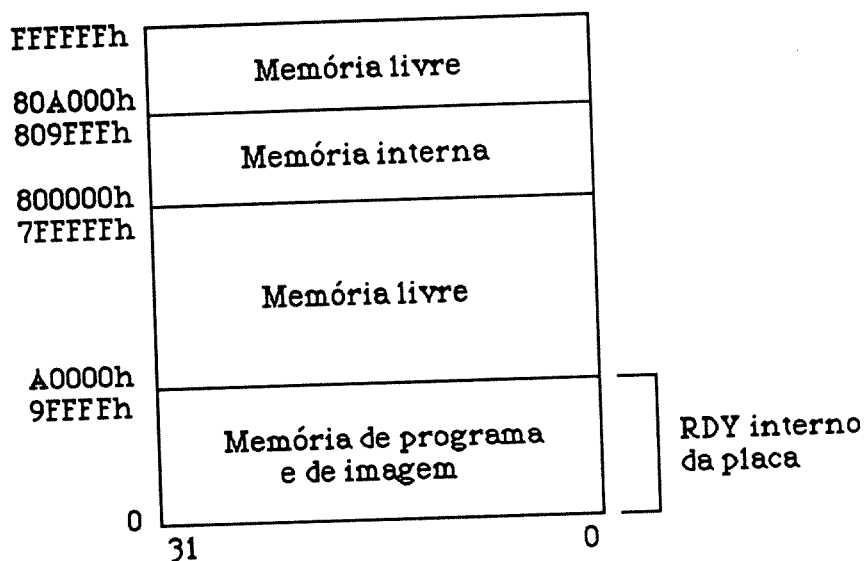 FFFFFFh
Memória livre
80A000h
809FFFh
Memória interna
800000h
7FFFFFh
Memória livre
A0000h
9FFFFh
Memória de programa
e de imagem
RDY interno
da placa
0
31
0